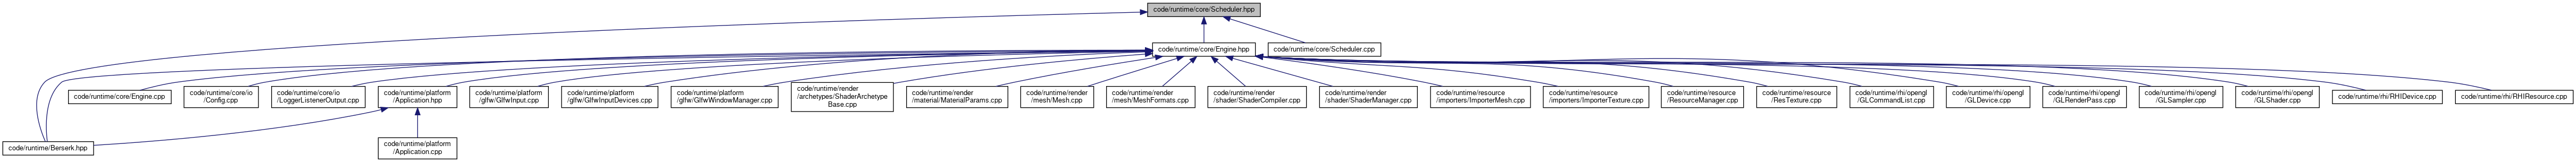 code/runtime/core/Scheduler.hpp
code/runtime/core/Engine.hpp
code/runtime/core/Scheduler.cpp
code/runtime/core/Engine.cpp
code/runtime/core/io
/Config.cpp
code/runtime/core/io
/LoggerListenerOutput.cpp
code/runtime/platform
/Application.hpp
code/runtime/platform
/glfw/GlfwInput.cpp
code/runtime/platform
/glfw/GlfwInputDevices.cpp
code/runtime/platform
/glfw/GlfwWindowManager.cpp
code/runtime/render
/archetypes/ShaderArchetype
Base.cpp
code/runtime/render
/material/MaterialParams.cpp
code/runtime/render
/mesh/Mesh.cpp
code/runtime/render
/mesh/MeshFormats.cpp
code/runtime/render
/shader/ShaderCompiler.cpp
code/runtime/render
/shader/ShaderManager.cpp
code/runtime/resource
/importers/ImporterMesh.cpp
code/runtime/resource
/importers/ImporterTexture.cpp
code/runtime/resource
/ResourceManager.cpp
code/runtime/resource
/ResTexture.cpp
code/runtime/rhi/opengl
/GLCommandList.cpp
code/runtime/rhi/opengl
/GLDevice.cpp
code/runtime/rhi/opengl
/GLRenderPass.cpp
code/runtime/rhi/opengl
/GLSampler.cpp
code/runtime/rhi/opengl
/GLShader.cpp
code/runtime/rhi/RHIDevice.cpp
code/runtime/rhi/RHIResource.cpp
code/runtime/Berserk.hpp
code/runtime/platform
/Application.cpp